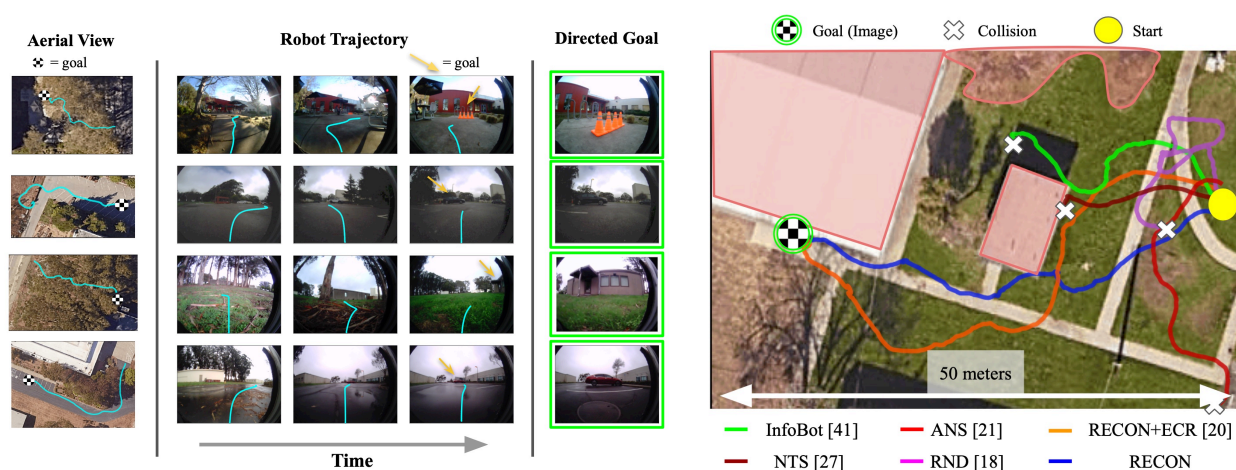 Aerial View
= goal
Robot Trajectory
= goal
Directed Goal
Time
Goal (Image)
Collision
Start
50 meters
InfoBot [41]
ANS [21]
RECON+ECR [20]
NTS [27]
RND [18]
RECON